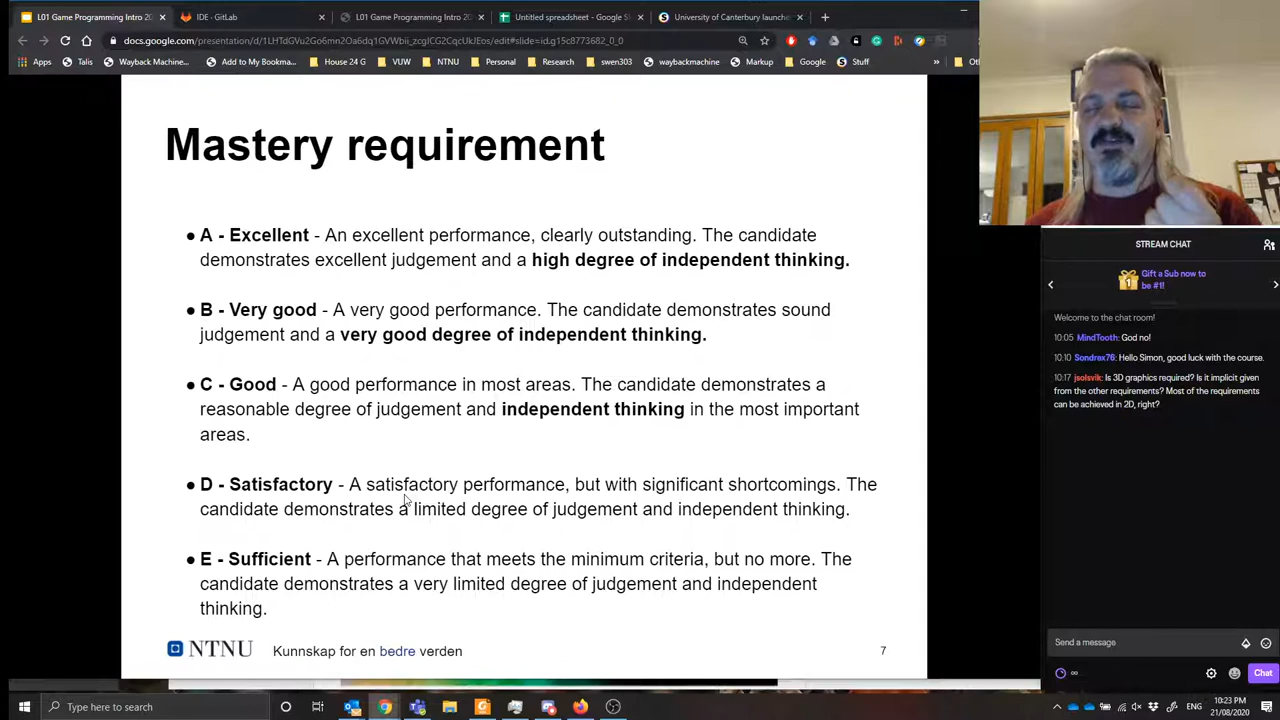 L01 Game Programming Intro 20
IDE · GitLab
L01 Game Programming Intro 202
Untitled spreadsheet - Google S
University of Canterbury launche
docs.google.com/presentation/d/
Apps
Talis
Wayback Machine...
Add to My Bookma...
House 24 G
VUW
NTNU
Personal
Research
swen303
waybackmachine
Markup
Google
Stuff
»
Mastery requirement
● A - Excellent - An excellent performance, clearly outstanding. The candidate
demonstrates excellent judgement and a high degree of independent thinking.
● B - Very good - A very good performance. The candidate demonstrates sound
judgement and a very good degree of independent thinking.
● C - Good - A good performance in most areas. The candidate demonstrates a
reasonable degree of judgement and independent thinking in the most important
areas.
● D - Satisfactory - A satisfactory performance, but with significant shortcomings. The
candidate demonstrates a limited degree of judgement and independent thinking.
● E - Sufficient - A performance that meets the minimum criteria, but no more. The
candidate demonstrates a very limited degree of judgement and independent
thinking.
NTNU Kunnskap for en bedre verden 7
STREAM CHAT
Gift a Sub now to
be #1!
Welcome to the chat room!
10:05 MindTooth: God no!
10:10 Sondrex76: Hello Simon, good luck with the course.
10:17 jsolsvik: Is 3D graphics required? Is it implicit given
from the other requirements? Most of the requirements
can be achieved in 2D, right?
Send a message
∞
Chat
Type here to search
ENG
10:23 PM
21/08/2020